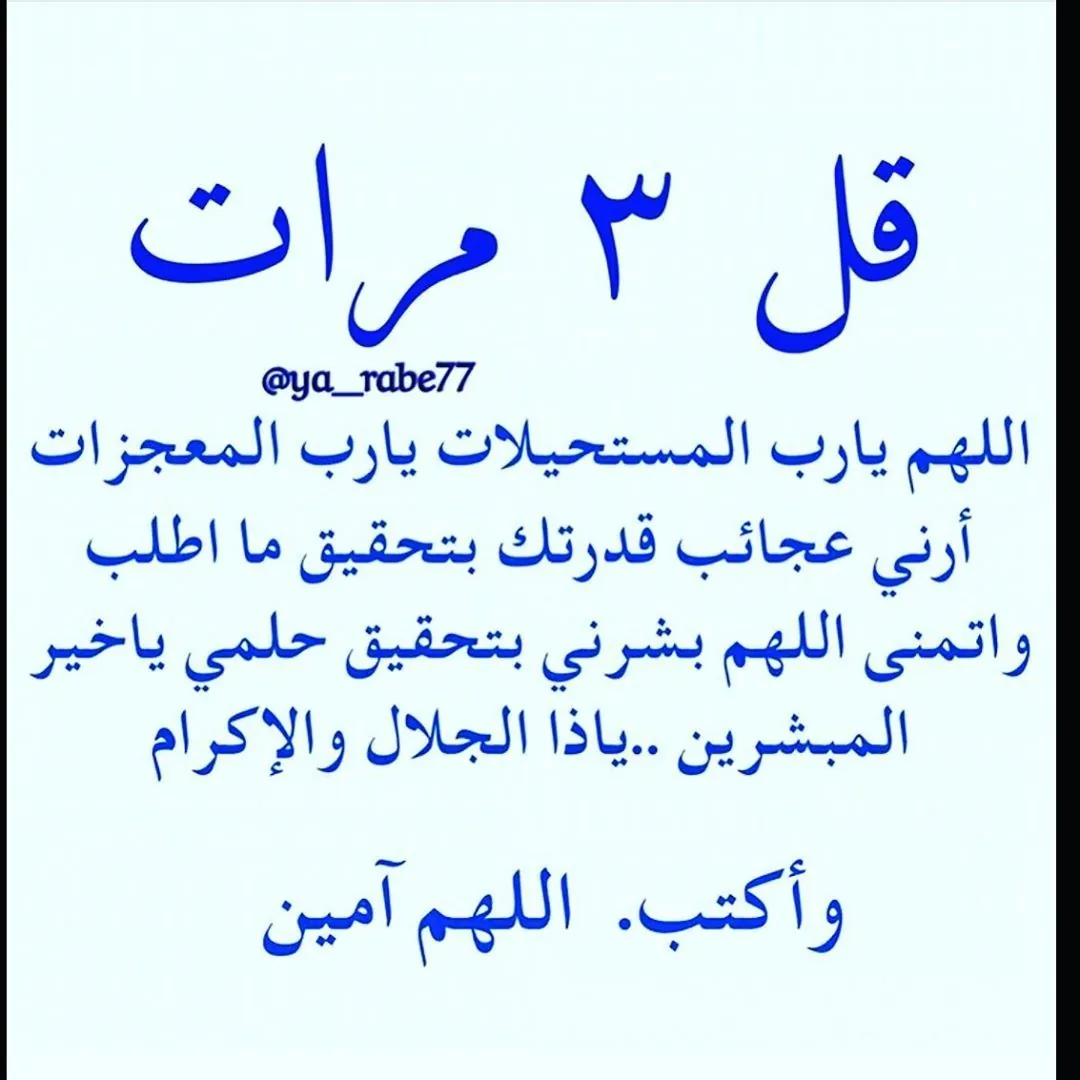 قل ٣ مرات
@ya_rabe77
اللهم يارب المستحيلات يارب المعجزات
أرني عجائب قدرتك بتحقيق ما اطلب
واتمنى اللهم بشرني بتحقيق حلمي ياخير
المبشرين ..ياذا الجلال والإكرام
وأكتب. اللهم آمين